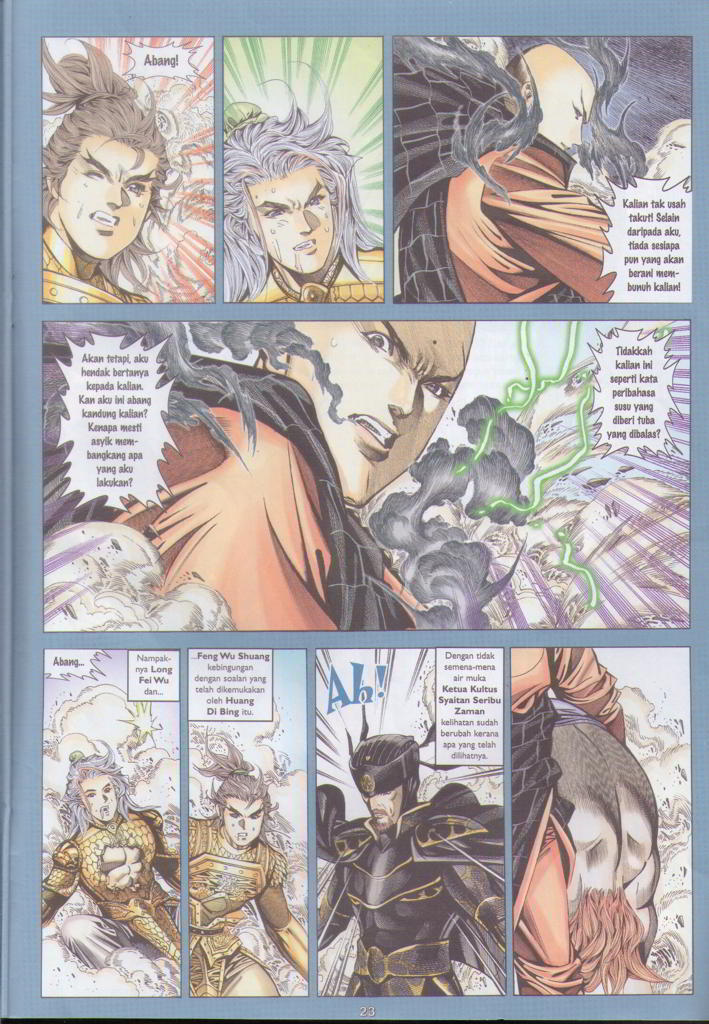 Abang!
Kalian tak usah
takut! Selain
daripada aku,
tiada sesiapa
pun yang akan
berani mem-
bunuh kalian!
Akan tetapi, aku
hendak bertanya
kepada kalian.
Kan aku ini abang
kandung kalian?
Kenapa mesti
asyik mem-
bangkang apa
yang aku
lakukan?
Tidakkah
kalian ini
seperti kata
peribahasa
susu yang
diberi tuba
yang dibalas?
Abang...
Nampak-
nya Long
Fei Wu
dan...
...Feng Wu Shuang
kebingungan
dengan soalan yang
telah dikemukakan
oleh Huang
Di Bing itu.
Ah!
Dengan tidak
semena-mena
air muka
Ketua Kultus
Syaitan Seribu
Zaman
kelihatan sudah
berubah kerana
apa yang telah
dilihatnya.
23